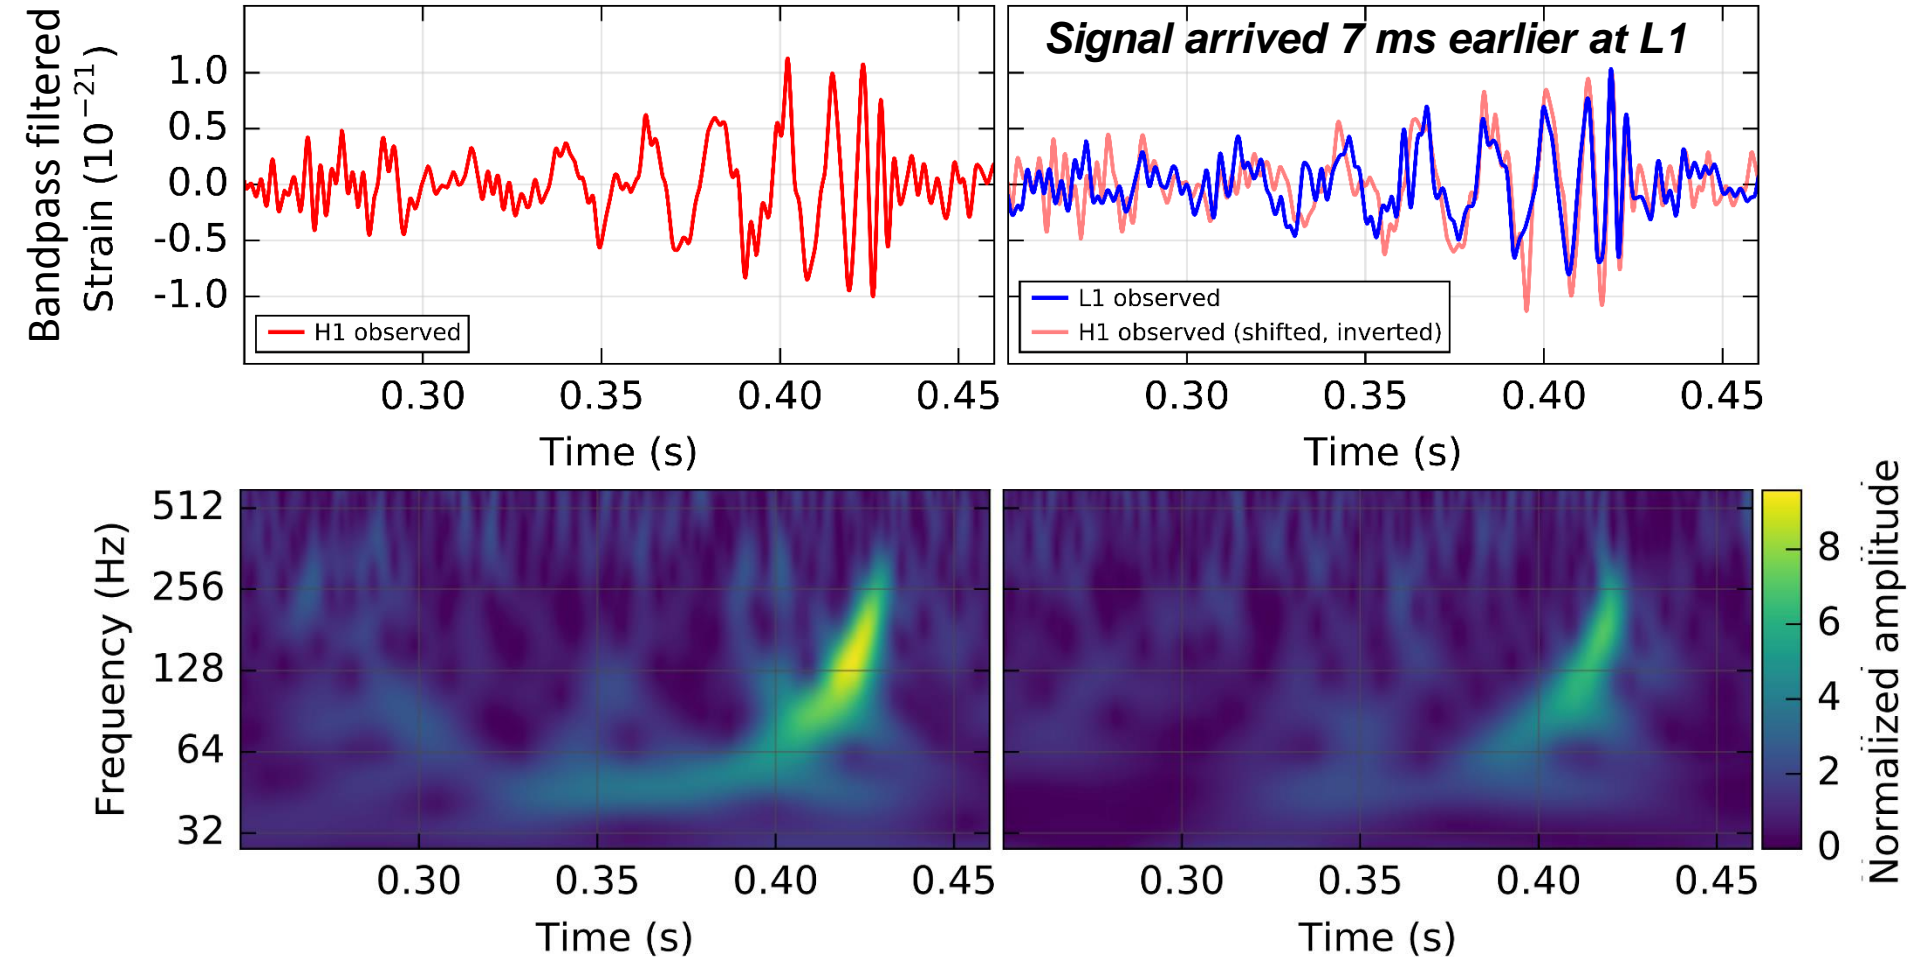 Bandpass filtered
Strain (10⁻²¹)
1.0
0.5
0.0
-0.5
-1.0
H1 observed
0.30 0.35 0.40 0.45
Time (s)
Signal arrived 7 ms earlier at L1
L1 observed
H1 observed (shifted, inverted)
0.30 0.35 0.40 0.45
Time (s)
Frequency (Hz)
512
256
128
64
32
0.30 0.35 0.40 0.45
Time (s)
0.30 0.35 0.40 0.45
Time (s)
8
6
4
2
0
Normalized amplitude